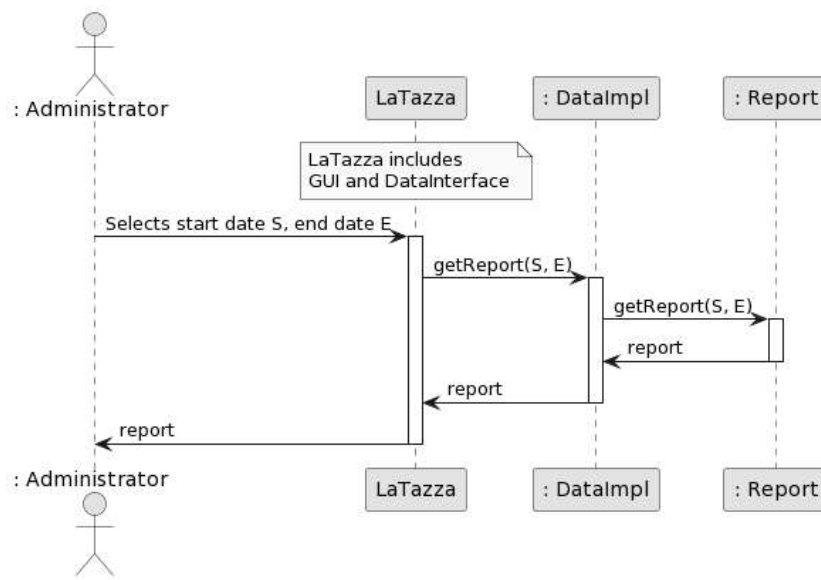 : Administrator
LaTazza
: DataImpl
: Report
LaTazza includes
GUI and DataInterface
Selects start date S, end date E
getReport(S, E)
getReport(S, E)
report
report
report
: Administrator
LaTazza
: DataImpl
: Report